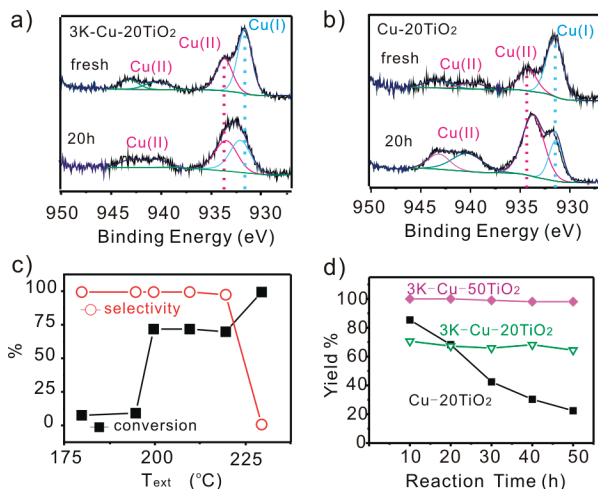 a)
3K-Cu-20TiO₂
Cu(I)
Cu(II)
fresh
Cu(II)
20h
Cu(II)
950 945 940 935 930
Binding Energy (eV)
b)
Cu-20TiO₂
Cu(I)
fresh
Cu(II)
Cu(II)
20h
Cu(II)
950 945 940 935 930
Binding Energy (eV)
c)
100
75
50
25
0
%
selectivity
conversion
175 200 225
Text (°C)
d)
100
80
60
40
20
0
Yield %
3K-Cu-50TiO₂
3K-Cu-20TiO₂
Cu-20TiO₂
10 20 30 40 50
Reaction Time (h)